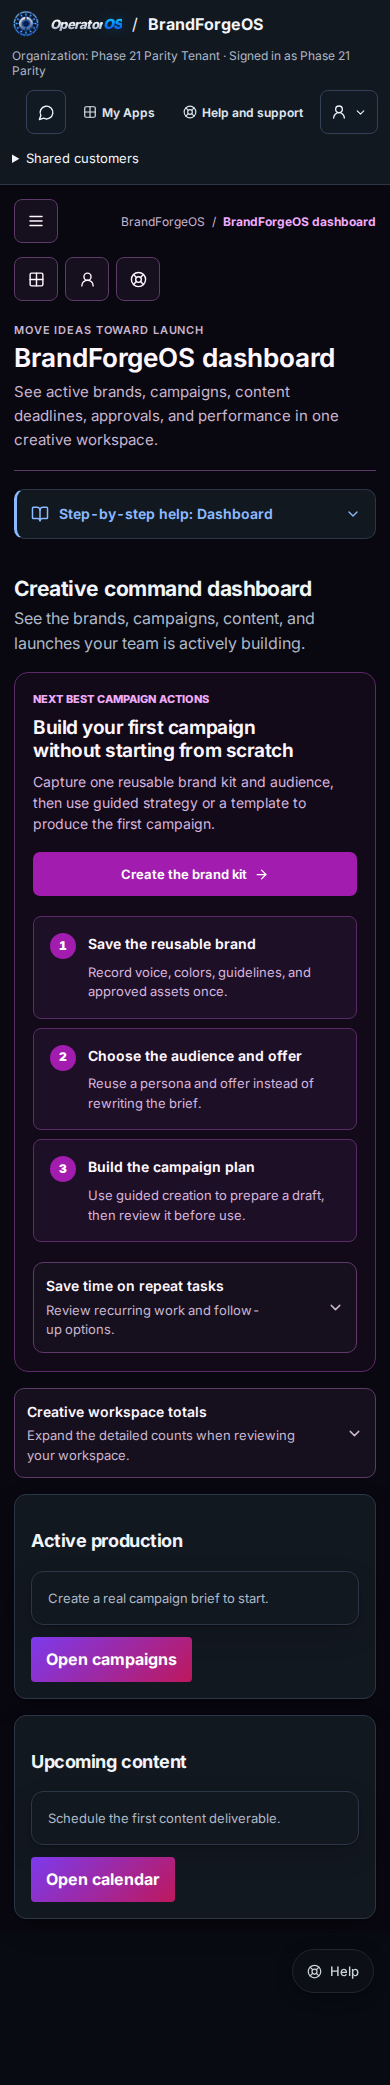 OperatorOS / BrandForgeOS
Organization: Phase 21 Parity Tenant · Signed in as Phase 21
Parity
My Apps
Help and support
Shared customers
BrandForgeOS / BrandForgeOS dashboard
MOVE IDEAS TOWARD LAUNCH
BrandForgeOS dashboard
See active brands, campaigns, content
deadlines, approvals, and performance in one
creative workspace.
Step-by-step help: Dashboard
Creative command dashboard
See the brands, campaigns, content, and
launches your team is actively building.
NEXT BEST CAMPAIGN ACTIONS
Build your first campaign
without starting from scratch
Capture one reusable brand kit and audience,
then use guided strategy or a template to
produce the first campaign.
Create the brand kit →
1 Save the reusable brand
Record voice, colors, guidelines, and
approved assets once.
2 Choose the audience and offer
Reuse a persona and offer instead of
rewriting the brief.
3 Build the campaign plan
Use guided creation to prepare a draft,
then review it before use.
Save time on repeat tasks
Review recurring work and follow-
up options.
Creative workspace totals
Expand the detailed counts when reviewing
your workspace.
Active production
Create a real campaign brief to start.
Open campaigns
Upcoming content
Schedule the first content deliverable.
Open calendar
Help